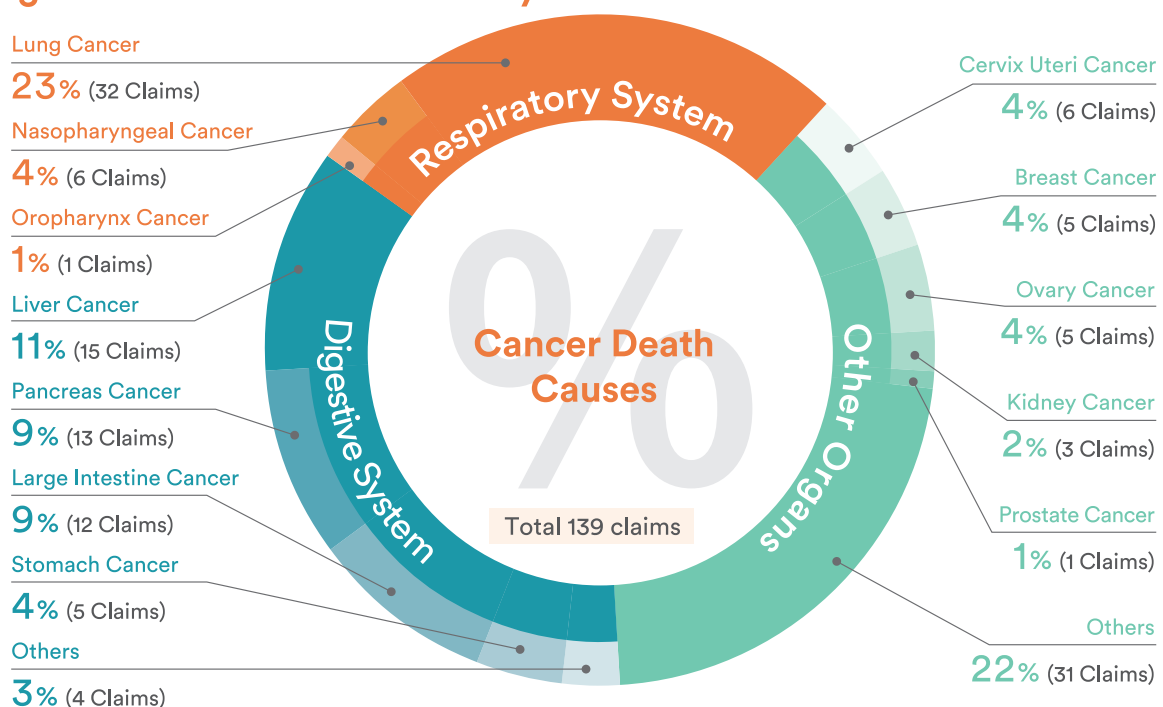 Lung Cancer
23% (32 Claims)
Nasopharyngeal Cancer
4% (6 Claims)
Oropharynx Cancer
1% (1 Claims)
Liver Cancer
11% (15 Claims)
Pancreas Cancer
9% (13 Claims)
Large Intestine Cancer
9% (12 Claims)
Stomach Cancer
4% (5 Claims)
Others
3% (4 Claims)
Respiratory System
Digestive System
Other Organs
%
Cancer Death
Causes
Total 139 claims
Cervix Uteri Cancer
4% (6 Claims)
Breast Cancer
4% (5 Claims)
Ovary Cancer
4% (5 Claims)
Kidney Cancer
2% (3 Claims)
Prostate Cancer
1% (1 Claims)
Others
22% (31 Claims)